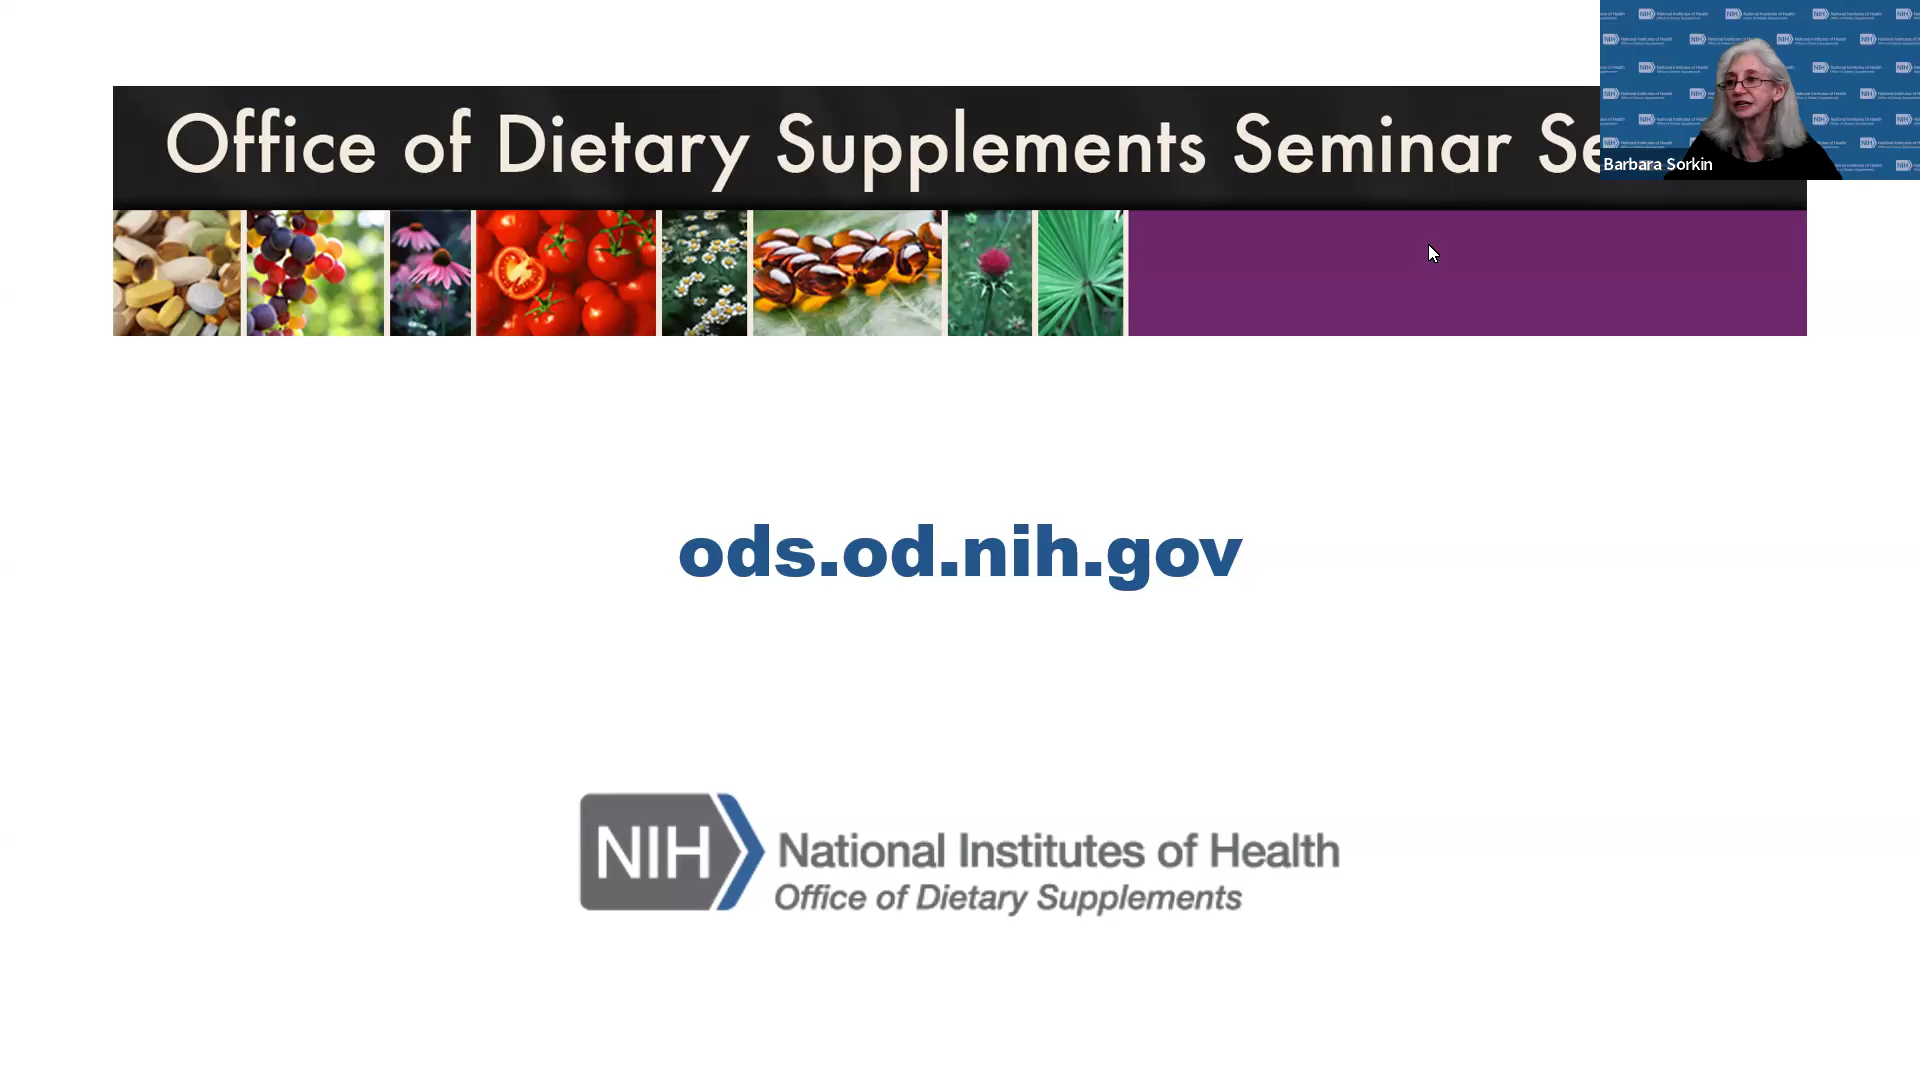 Office of Dietary Supplements Seminar Se
Barbara Sorkin
ods.od.nih.gov
NIH
National Institutes of Health
Office of Dietary Supplements